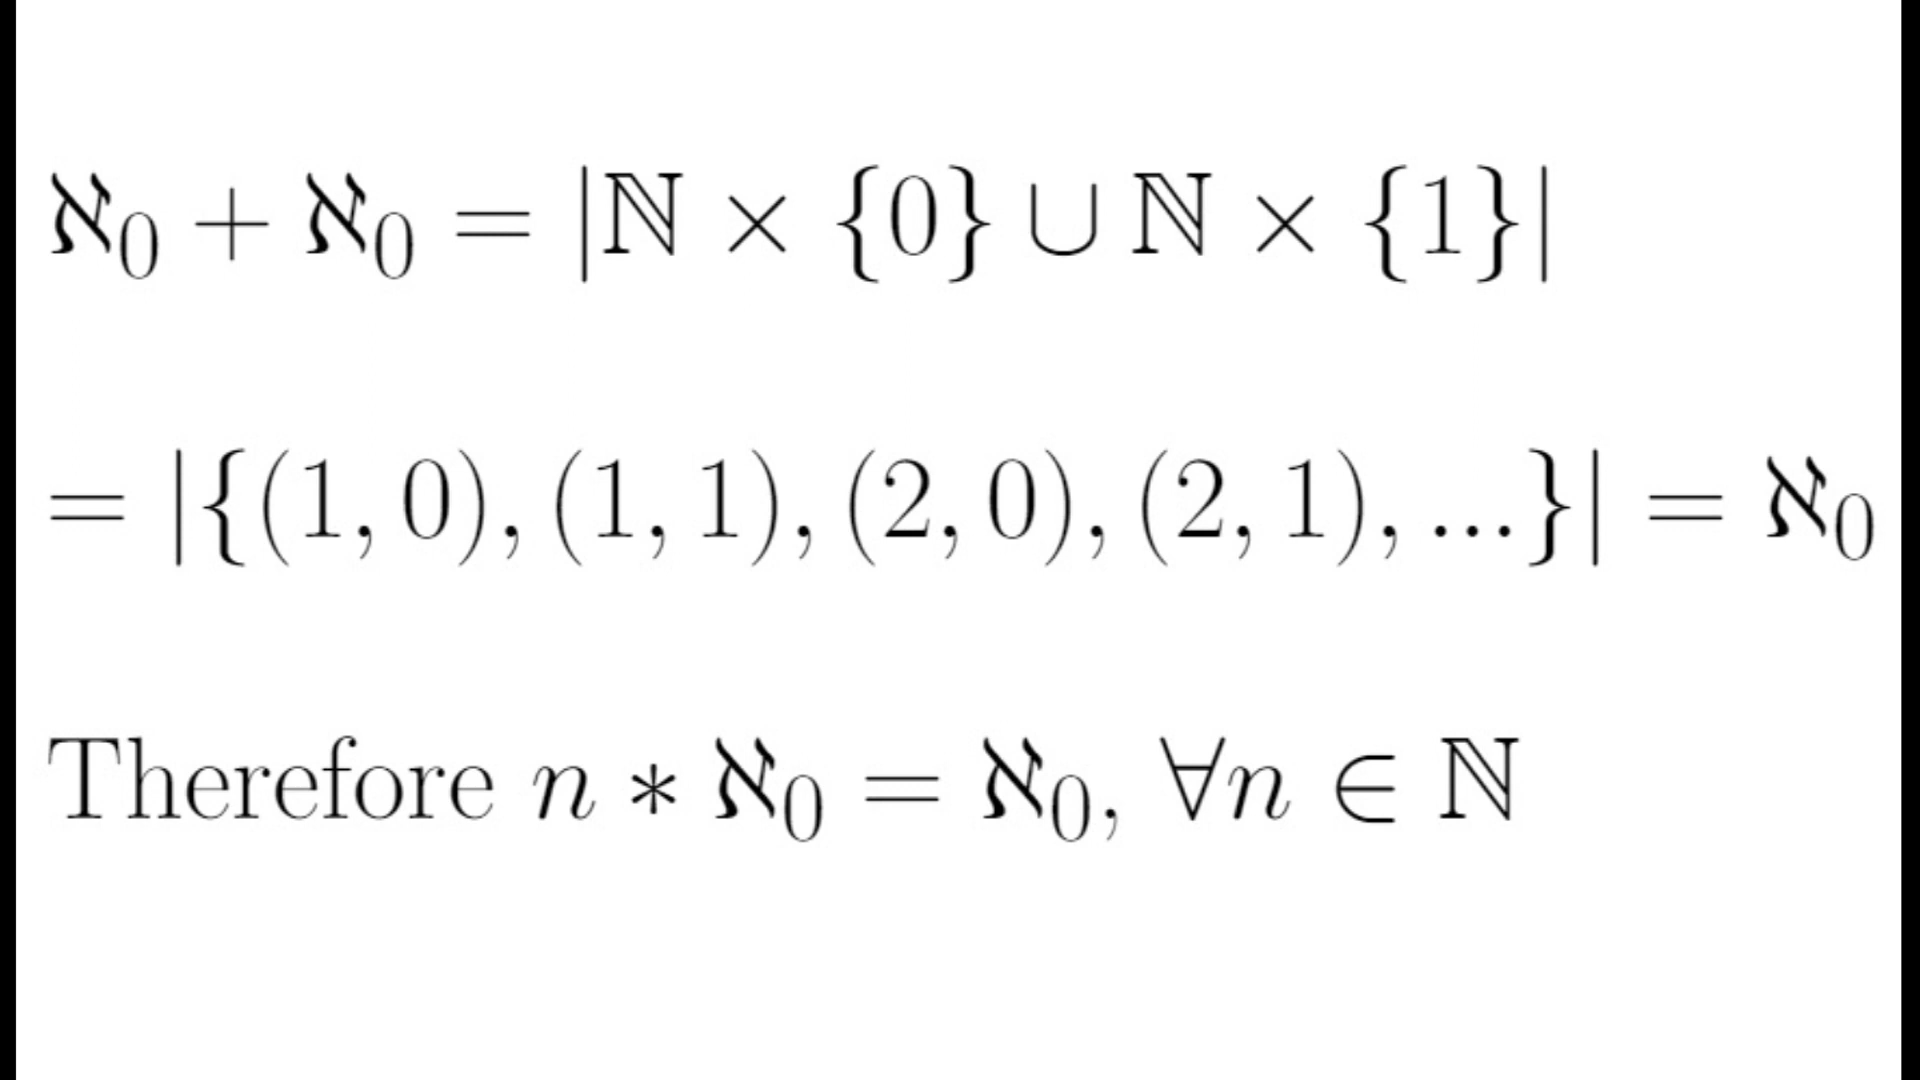 ℵ₀ + ℵ₀ = |ℕ × {0} ∪ ℕ × {1}|
= |{(1, 0), (1, 1), (2, 0), (2, 1), ...}| = ℵ₀
Therefore n ∗ ℵ₀ = ℵ₀, ∀n ∈ ℕ